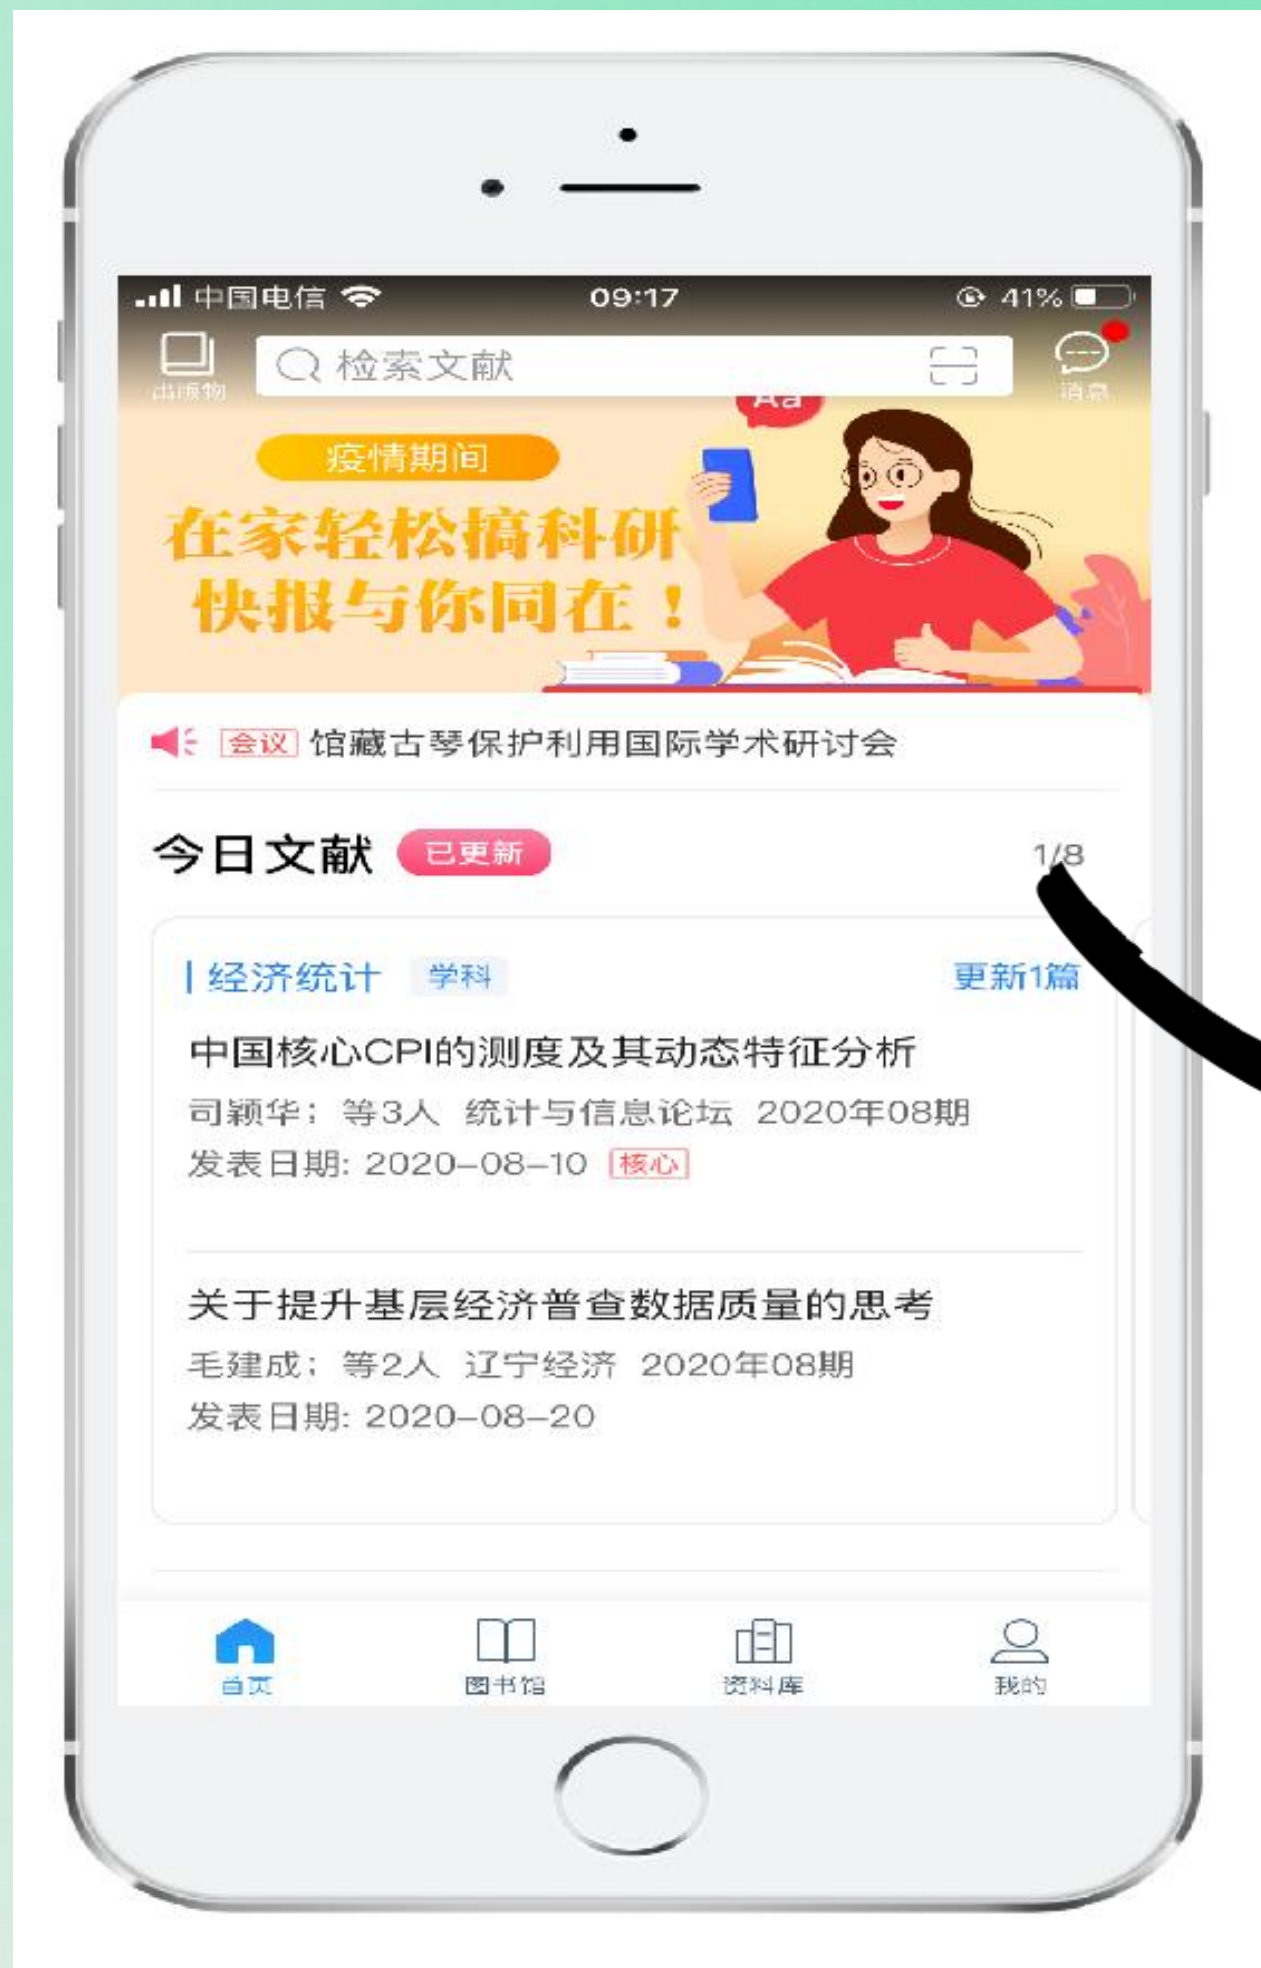 中国电信 09:17 41%
出版物 检索文献 消息
Aa
疫情期间
在家轻松搞科研
快报与你同在！
会议 馆藏古琴保护利用国际学术研讨会
今日文献 已更新 1/8
经济统计 学科 更新1篇
中国核心CPI的测度及其动态特征分析
司颖华；等3人 统计与信息论坛 2020年08期
发表日期: 2020-08-10 核心
关于提升基层经济普查数据质量的思考
毛建成；等2人 辽宁经济 2020年08期
发表日期: 2020-08-20
首页 图书馆 资料库 我的